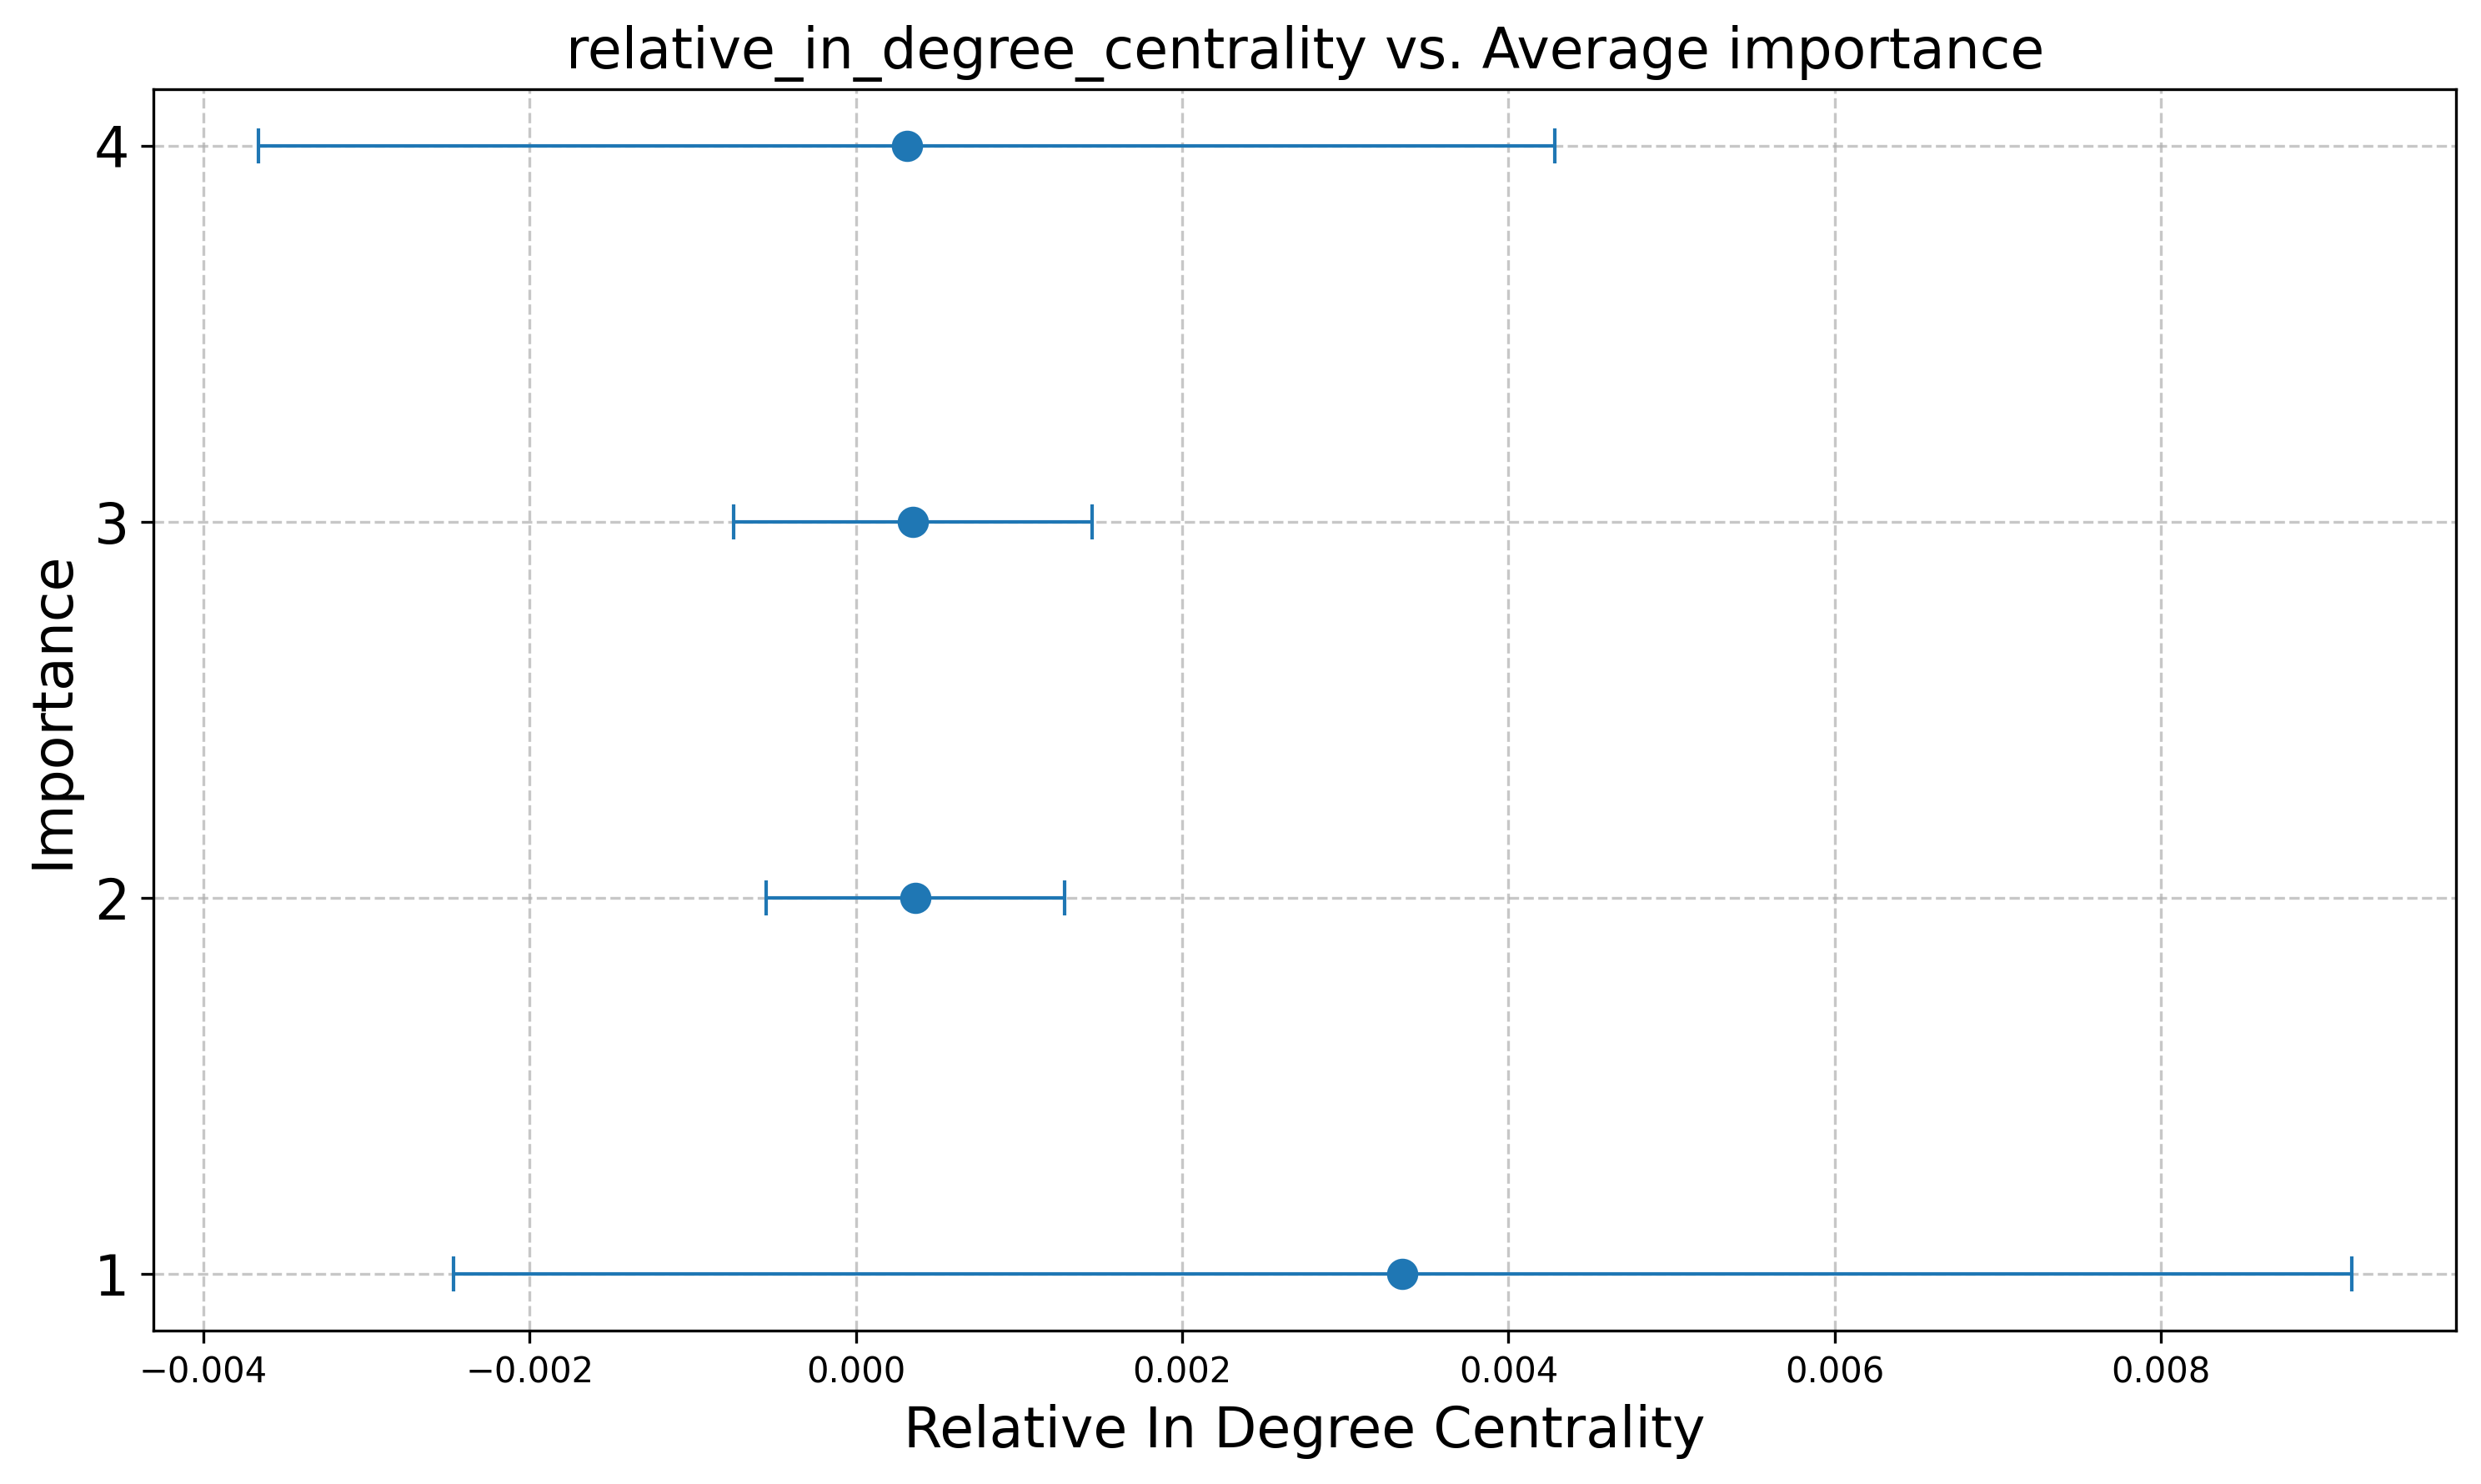 relative_in_degree_centrality vs. Average importance
4
3
2
1
Importance
−0.004 −0.002 0.000 0.002 0.004 0.006 0.008
Relative In Degree Centrality